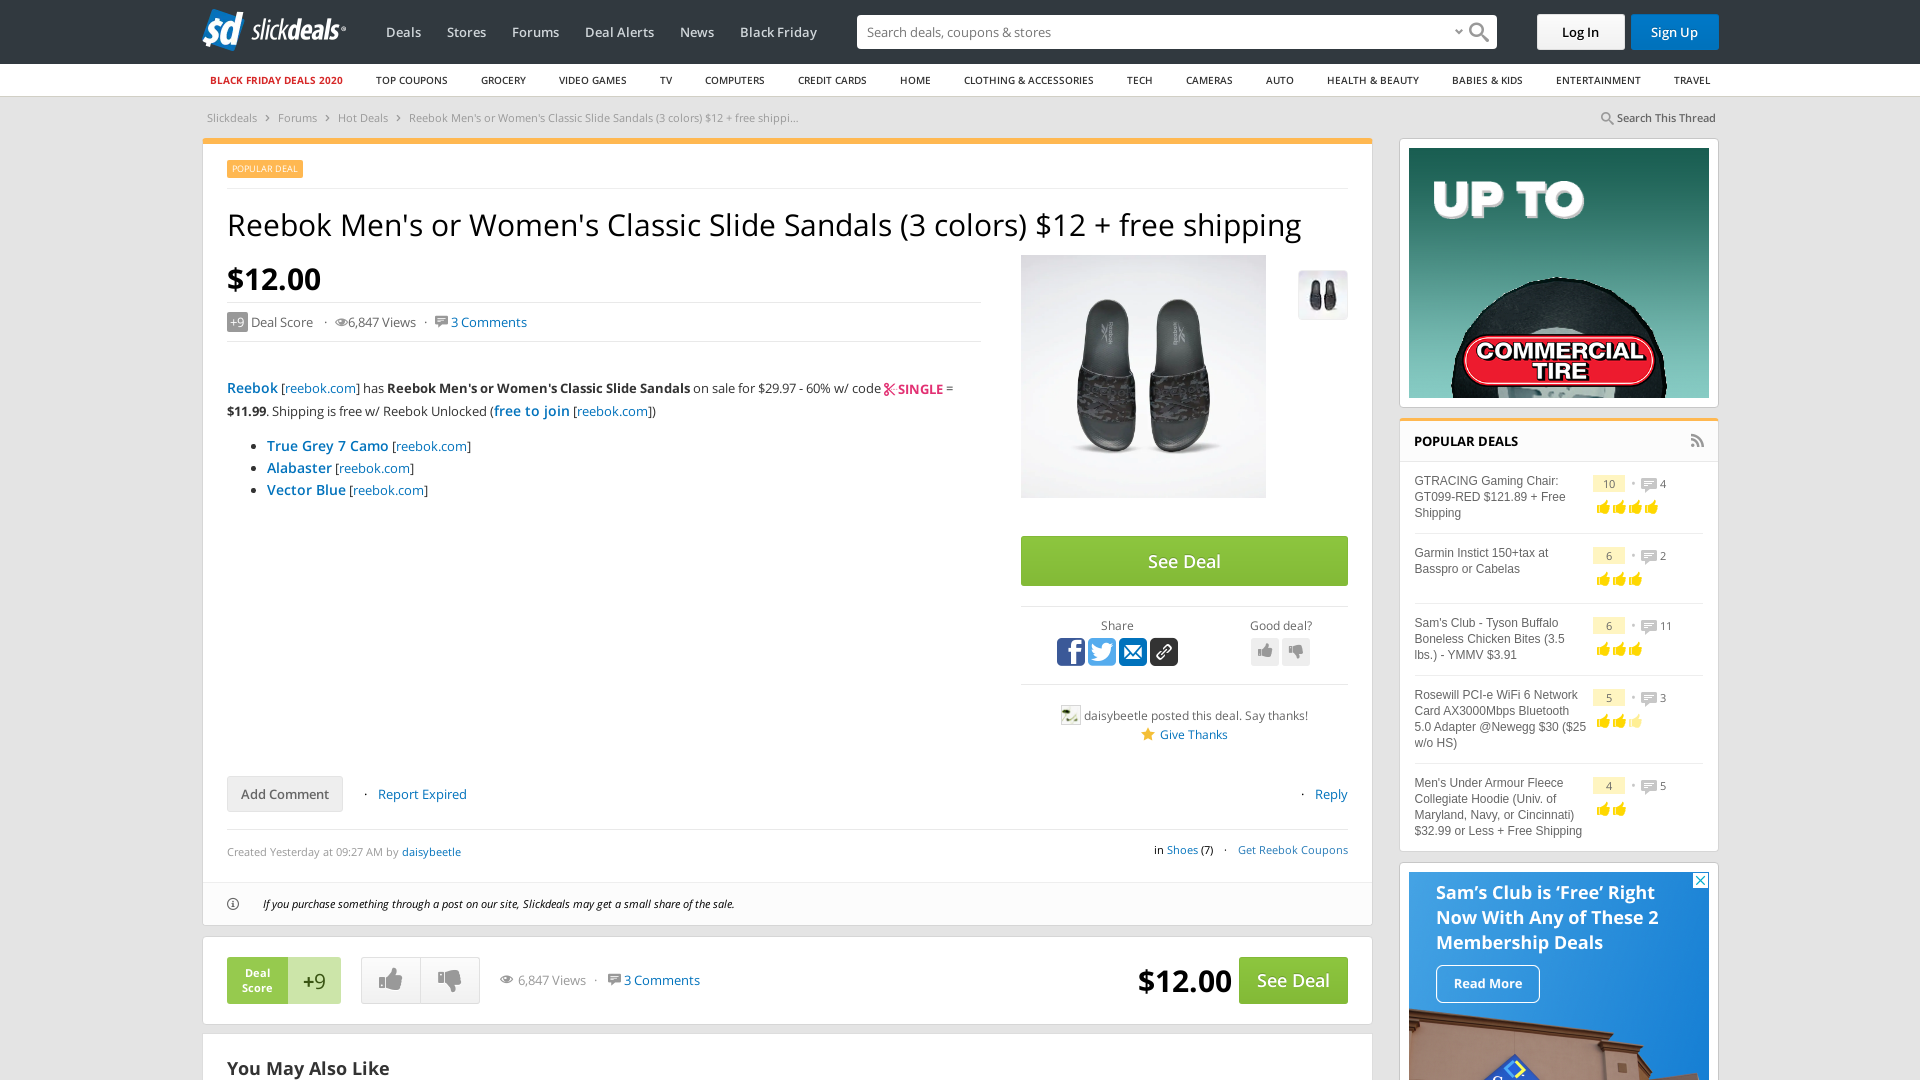 sd slickdeals®
Deals Stores Forums Deal Alerts News Black Friday
Search deals, coupons & shopping stores
Log In Sign Up
BLACK FRIDAY DEALS 2020 TOP COUPONS GROCERY VIDEO GAMES TV COMPUTERS CREDIT CARDS HOME CLOTHING & ACCESSORIES TECH CAMERAS AUTO HEALTH & BEAUTY BABIES & KIDS ENTERTAINMENT TRAVEL
Slickdeals › Forums › Hot Deals › Reebok Men's or Women's Classic Slide Sandals (3 colors) $12 + free shippi...
Search This Thread
POPULAR DEAL
Reebok Men's or Women's Classic Slide Sandals (3 colors) $12 + free shipping
$12.00
+9 Deal Score · 6,847 Views · 3 Comments
Reebok [reebok.com] has Reebok Men's or Women's Classic Slide Sandals on sale for $29.97 - 60% w/ code SINGLE =
$11.99. Shipping is free w/ Reebok Unlocked (free to join [reebok.com])
• True Grey 7 Camo [reebok.com]
• Alabaster [reebok.com]
• Vector Blue [reebok.com]
See Deal
Share
Good deal?
daisybeetle posted this deal. Say thanks!
Give Thanks
Add Comment · Report Expired
· Reply
Created Yesterday at 09:27 AM by daisybeetle
in Shoes (7) · Get Reebok Coupons
If you purchase something through a post on our site, Slickdeals may get a small share of the sale.
Deal
Score
+9
6,847 Views · 3 Comments
$12.00 See Deal
You May Also Like
UP TO
COMMERCIAL
TIRE
POPULAR DEALS
GTRACING Gaming Chair:
GT099-RED $121.89 + Free
Shipping
10 • 4
Garmin Instict 150+tax at
Basspro or Cabelas
6 • 2
Sam's Club - Tyson Buffalo
Boneless Chicken Bites (3.5
lbs.) - YMMV $3.91
6 • 11
Rosewill PCI-e WiFi 6 Network
Card AX3000Mbps Bluetooth
5.0 Adapter @Newegg $30 ($25
w/o HS)
5 • 3
Men's Under Armour Fleece
Collegiate Hoodie (Univ. of
Maryland, Navy, or Cincinnati)
$32.99 or Less + Free Shipping
4 • 5
Sam's Club is ‘Free’ Right
Now With Any of These 2
Membership Deals
Read More